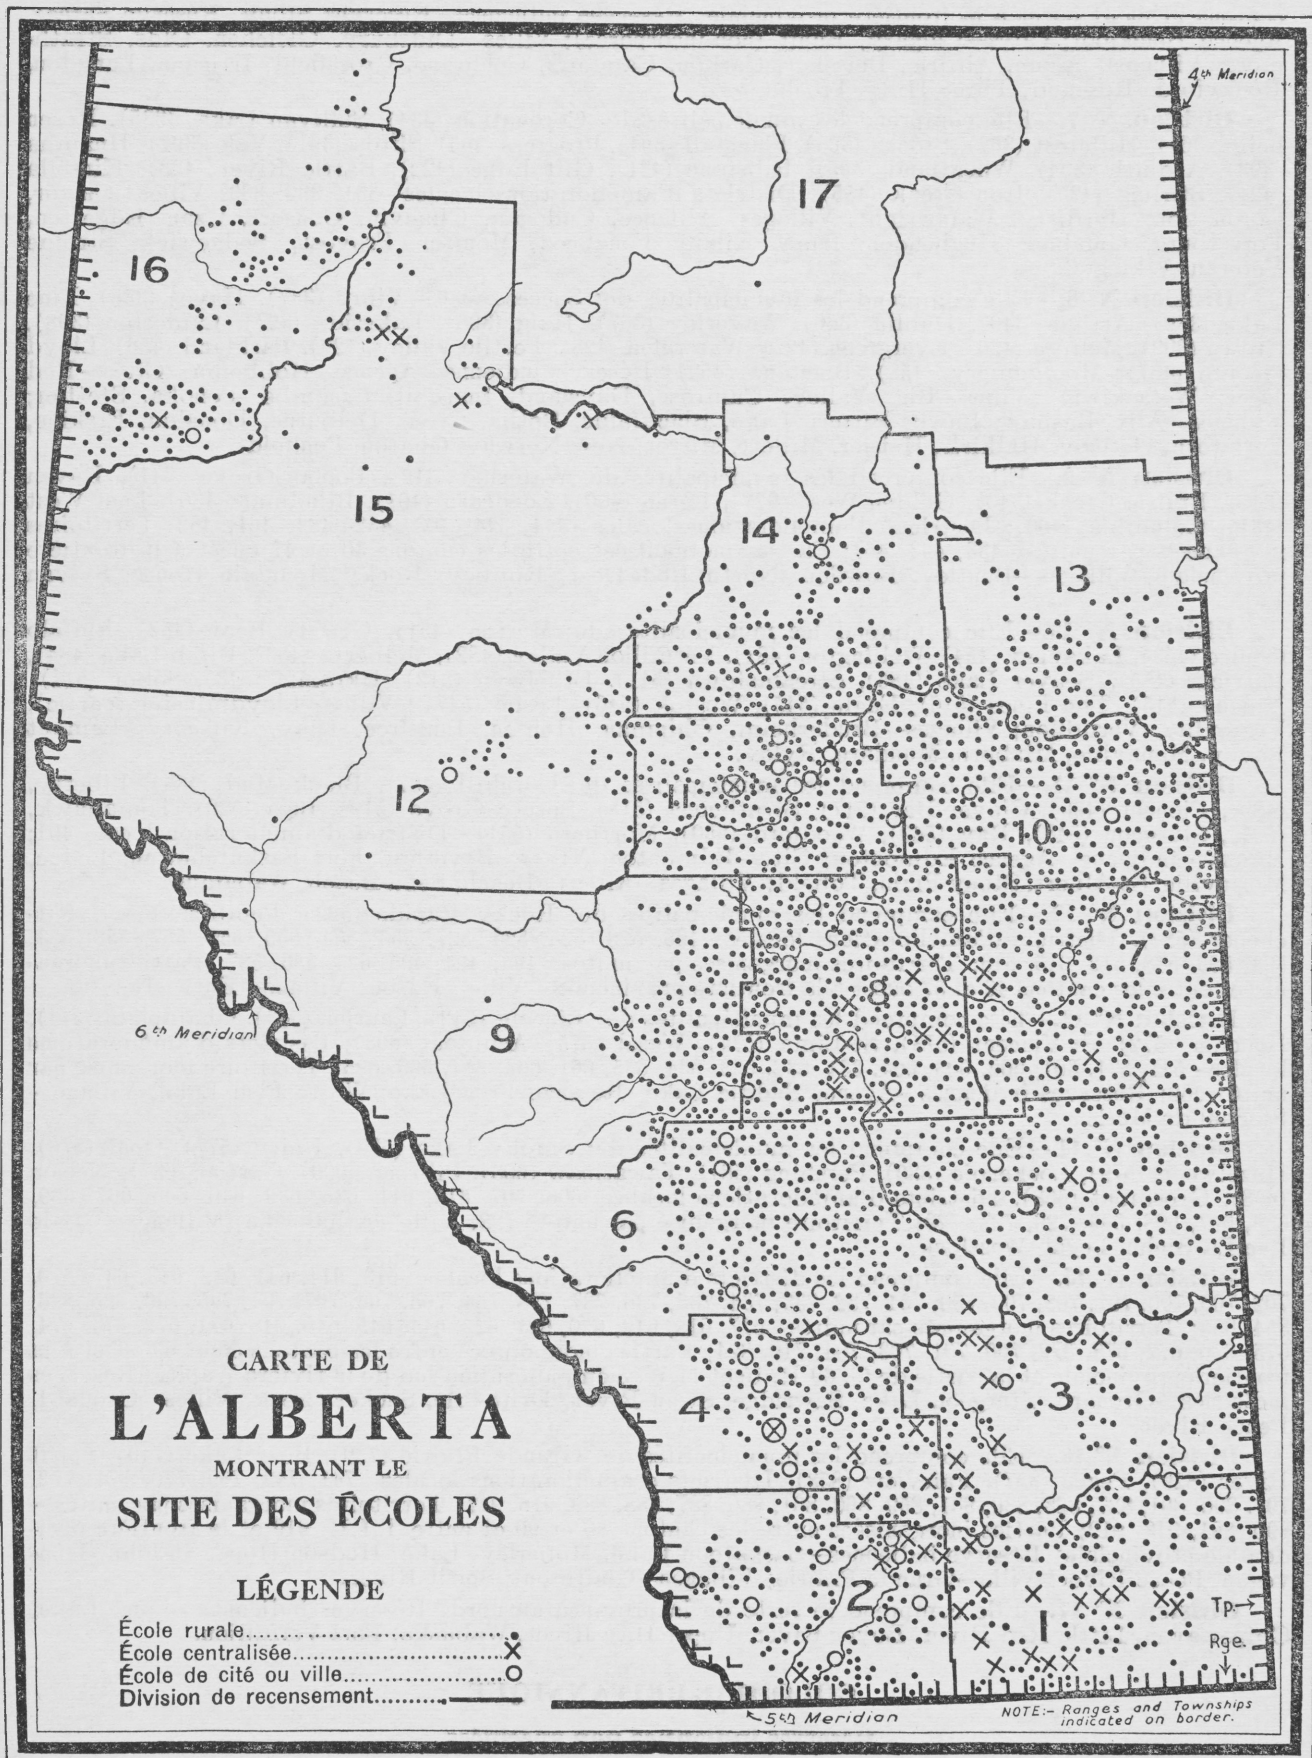 4th Meridian
17
16
15
14
13
12
11
10
9
8
7
6th Meridian
6
5
4
3
2
1
CARTE DE
L'ALBERTA
MONTRANT LE
SITE DES ÉCOLES
LÉGENDE
École rurale
École centralisée
École de cité ou ville
Division de recensement
Tp.
Rge.
5th Meridian
NOTE:- Ranges and Townships
indicated on border.